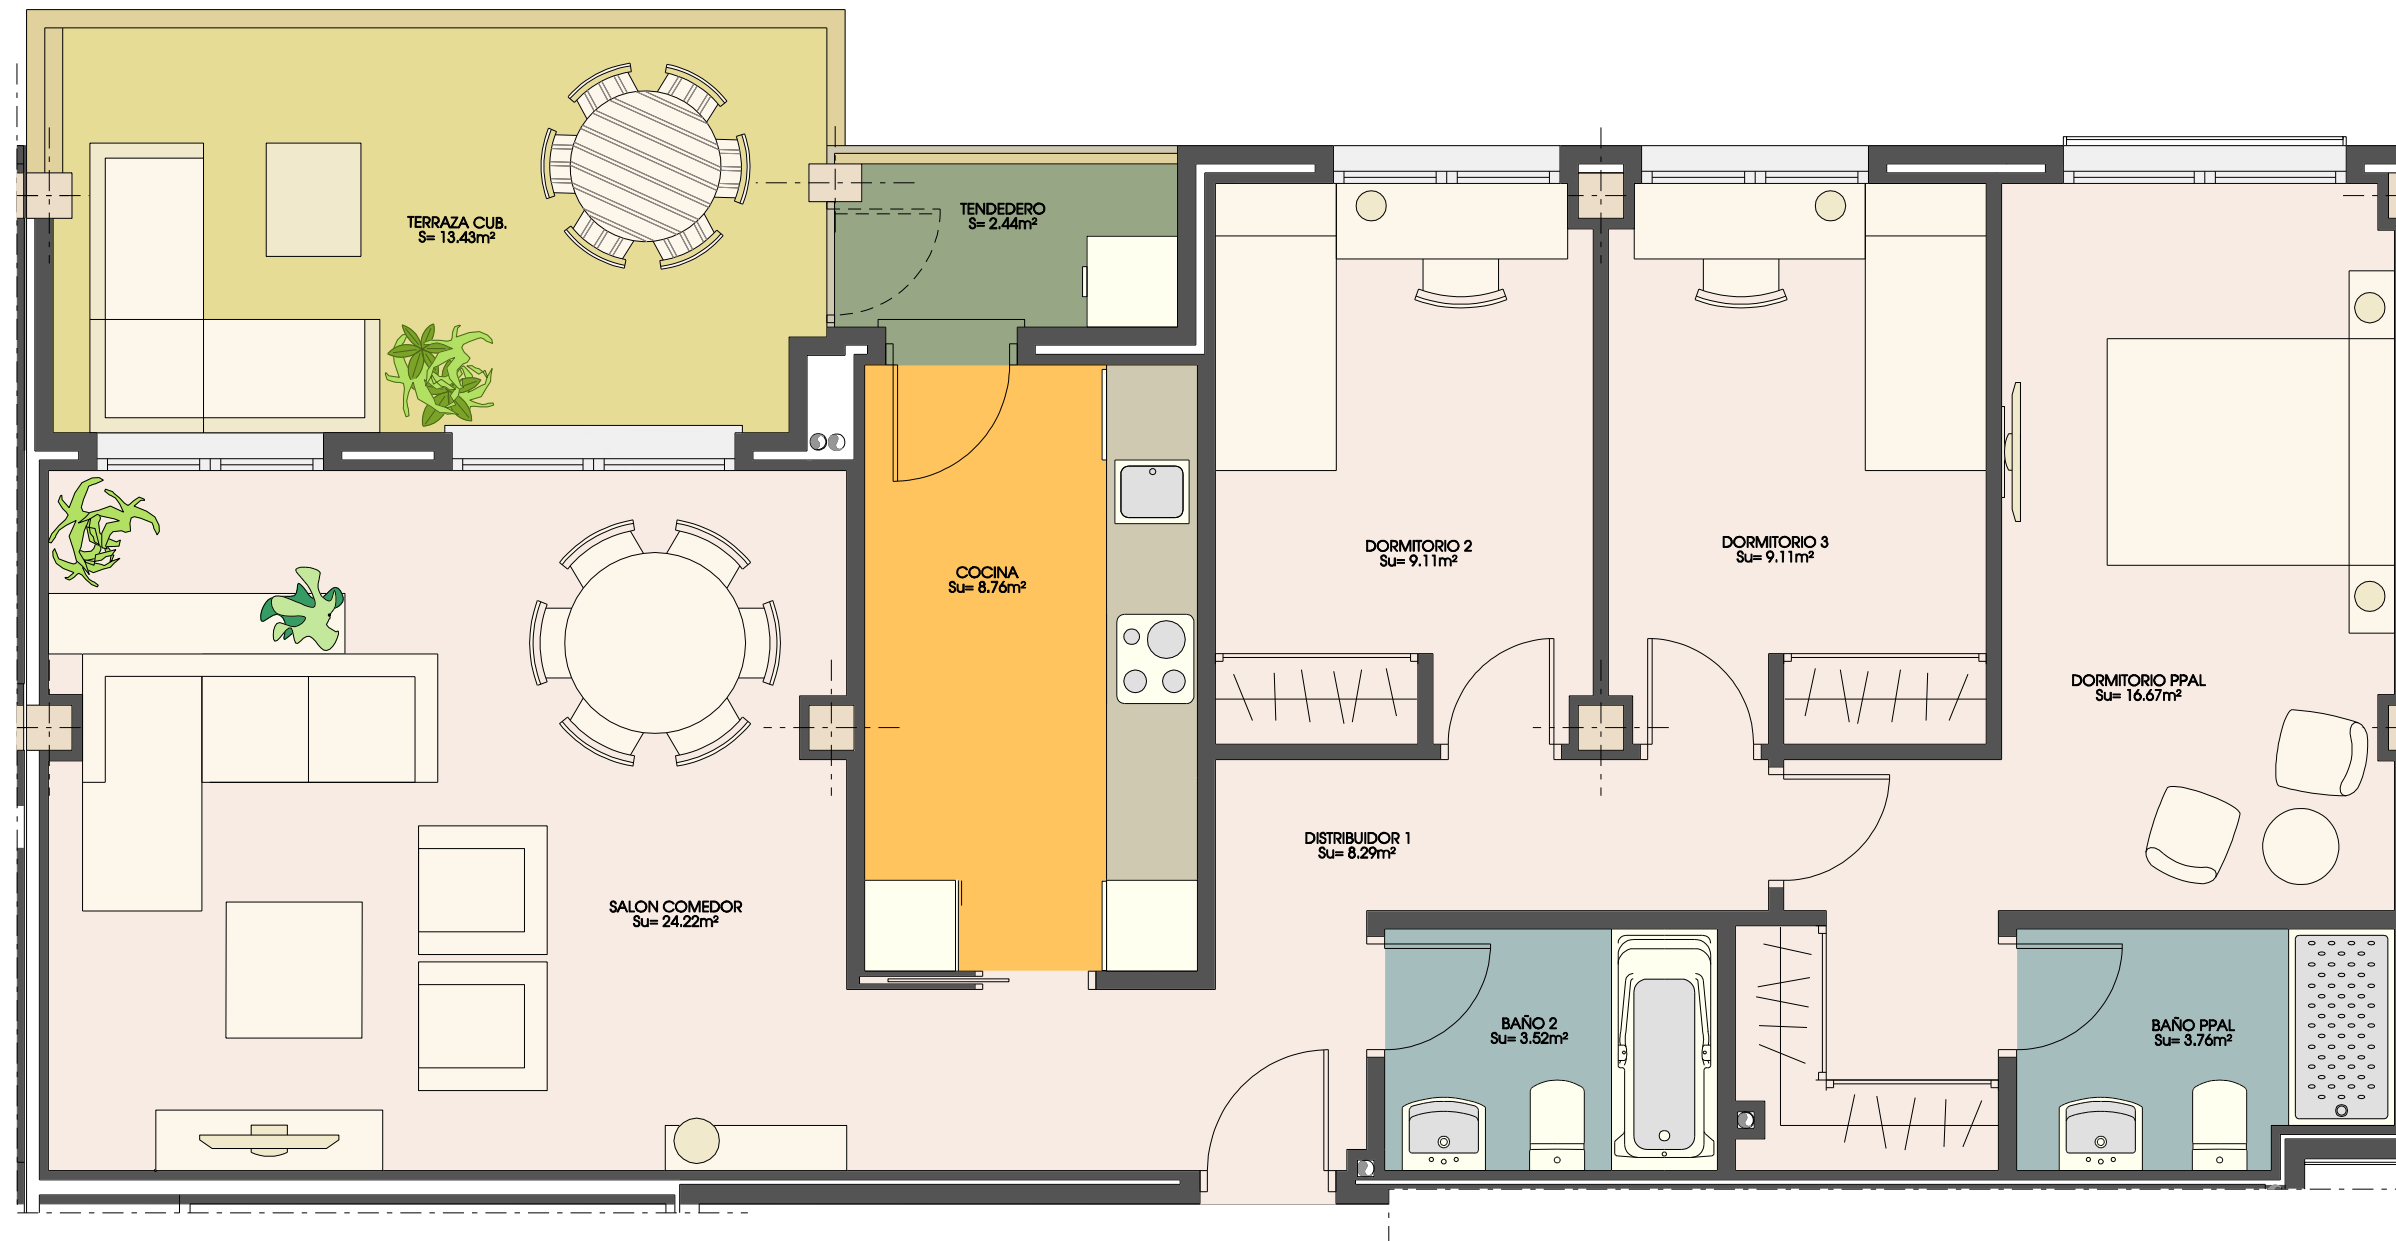 TERRAZA CUB.
S= 13.43m²
TENDEDERO
S= 2.44m²
COCINA
Su= 8.76m²
DORMITORIO 2
Su= 9.11m²
DORMITORIO 3
Su= 9.11m²
DORMITORIO PPAL
Su= 16.67m²
SALON COMEDOR
Su= 24.22m²
DISTRIBUIDOR 1
Su= 8.29m²
BAÑO 2
Su= 3.52m²
BAÑO PPAL
Su= 3.76m²